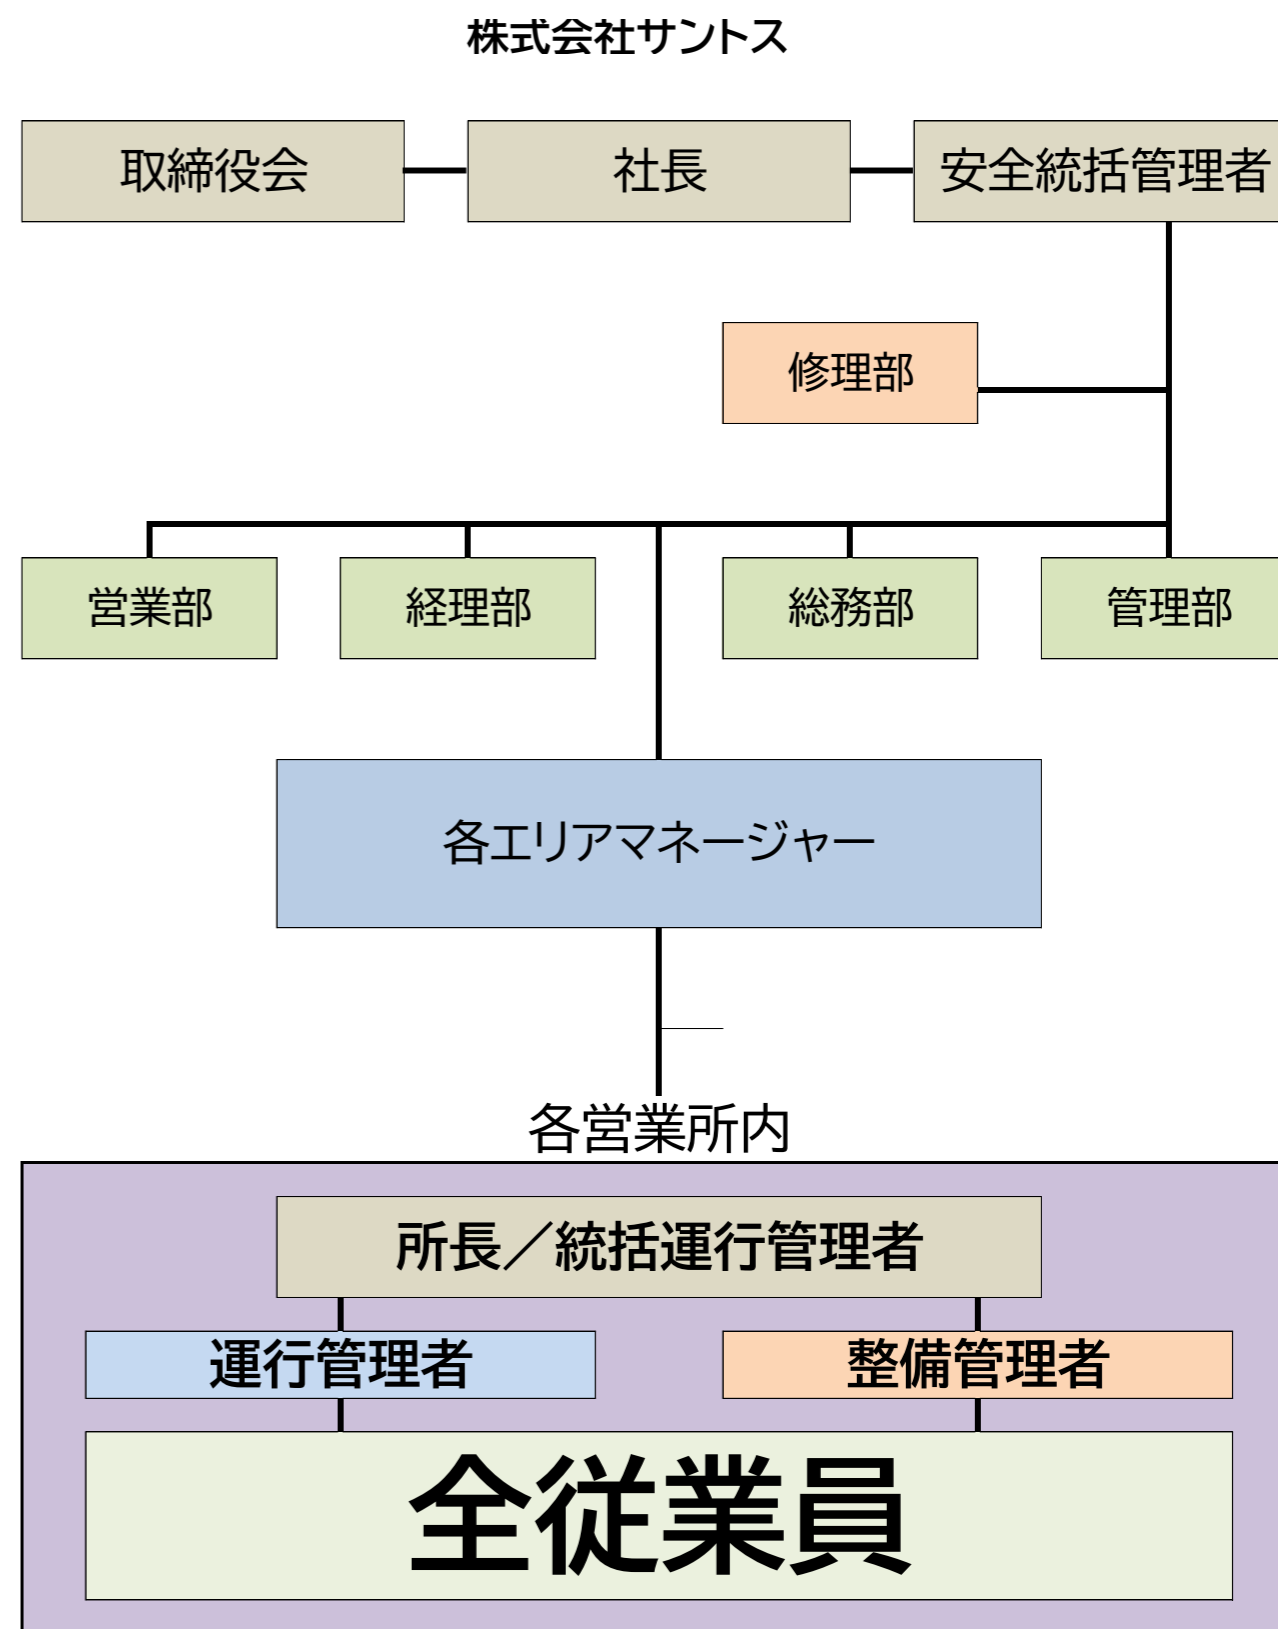 株式会社サントス
取締役会
社長
安全統括管理者
修理部
営業部
経理部
総務部
管理部
各エリアマネージャー
各営業所内
所長／統括運行管理者
運行管理者
整備管理者
全従業員